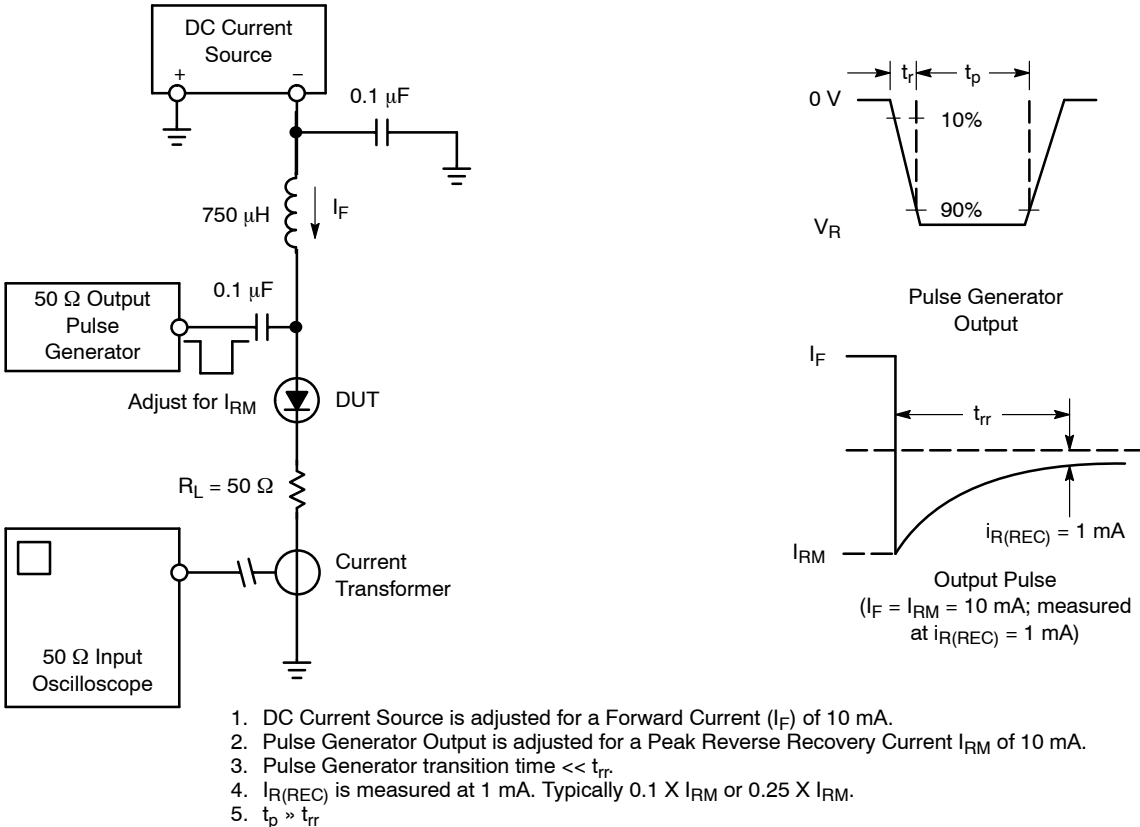 DC Current
Source
+ −
0.1 μF
750 μH
I_F
50 Ω Output
Pulse
Generator
0.1 μF
Adjust for I_RM
DUT
R_L = 50 Ω
Current
Transformer
50 Ω Input
Oscilloscope
t_r t_p
0 V
10%
90%
V_R
Pulse Generator
Output
I_F
t_rr
i_R(REC) = 1 mA
I_RM
Output Pulse
(I_F = I_RM = 10 mA; measured
at i_R(REC) = 1 mA)
1. DC Current Source is adjusted for a Forward Current (I_F) of 10 mA.
2. Pulse Generator Output is adjusted for a Peak Reverse Recovery Current I_RM of 10 mA.
3. Pulse Generator transition time << t_rr.
4. I_R(REC) is measured at 1 mA. Typically 0.1 X I_RM or 0.25 X I_RM.
5. t_p » t_rr